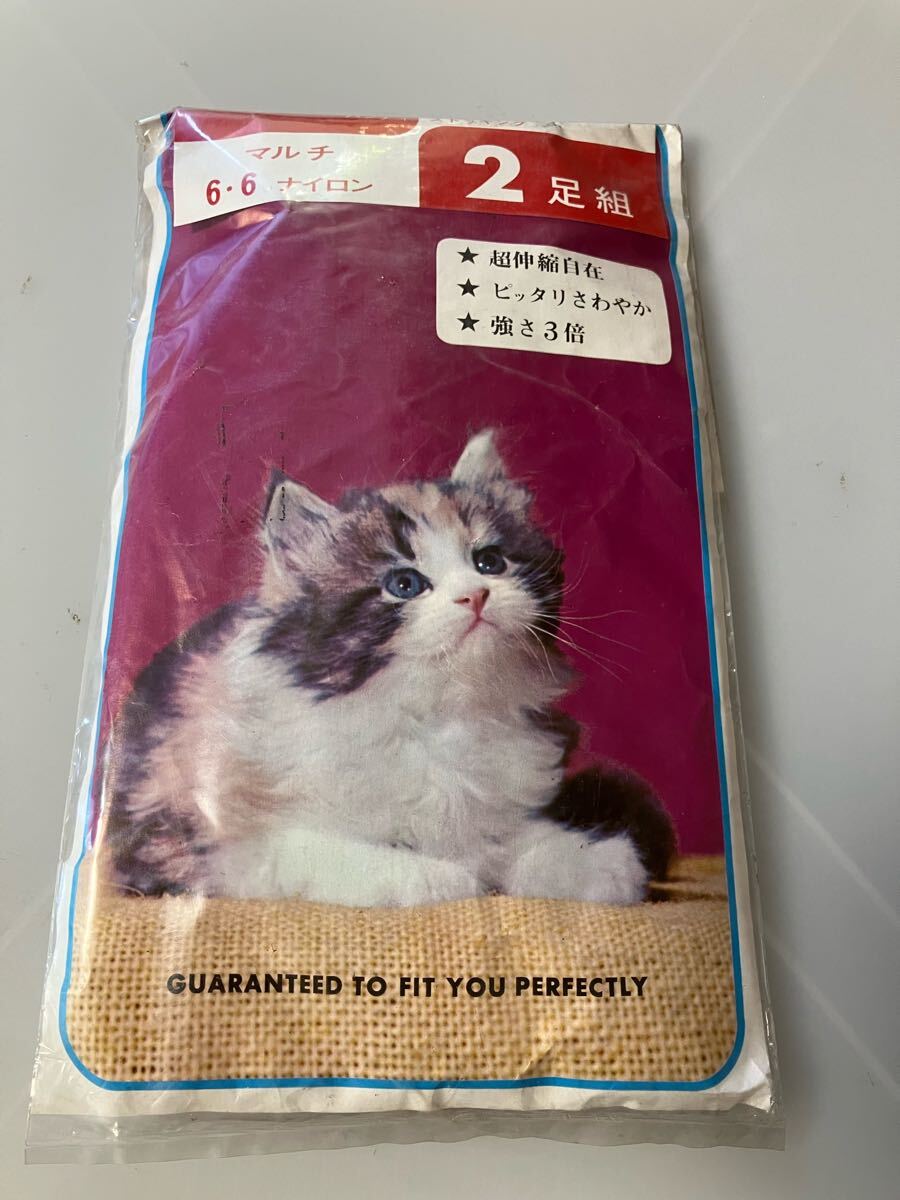 マルチ
6・6 ナイロン
2足組
★ 超伸縮自在
★ ピッタリさわやか
★ 強さ3倍
GUARANTEED TO FIT YOU PERFECTLY